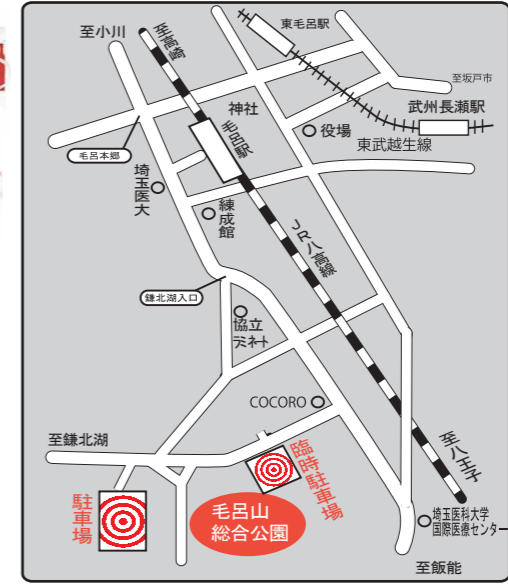 至小川
至高崎
東毛呂駅
至坂戸市
武州長瀬駅
神社
役場
東武越生線
毛呂本郷
毛呂駅
埼玉医大
練成館
JR八高線
鎌北湖入口
協立
ラミネート
COCORO
至鎌北湖
臨時駐車場
至八王子
駐車場
毛呂山
総合公園
埼玉医科大学
国際医療センター
至飯能